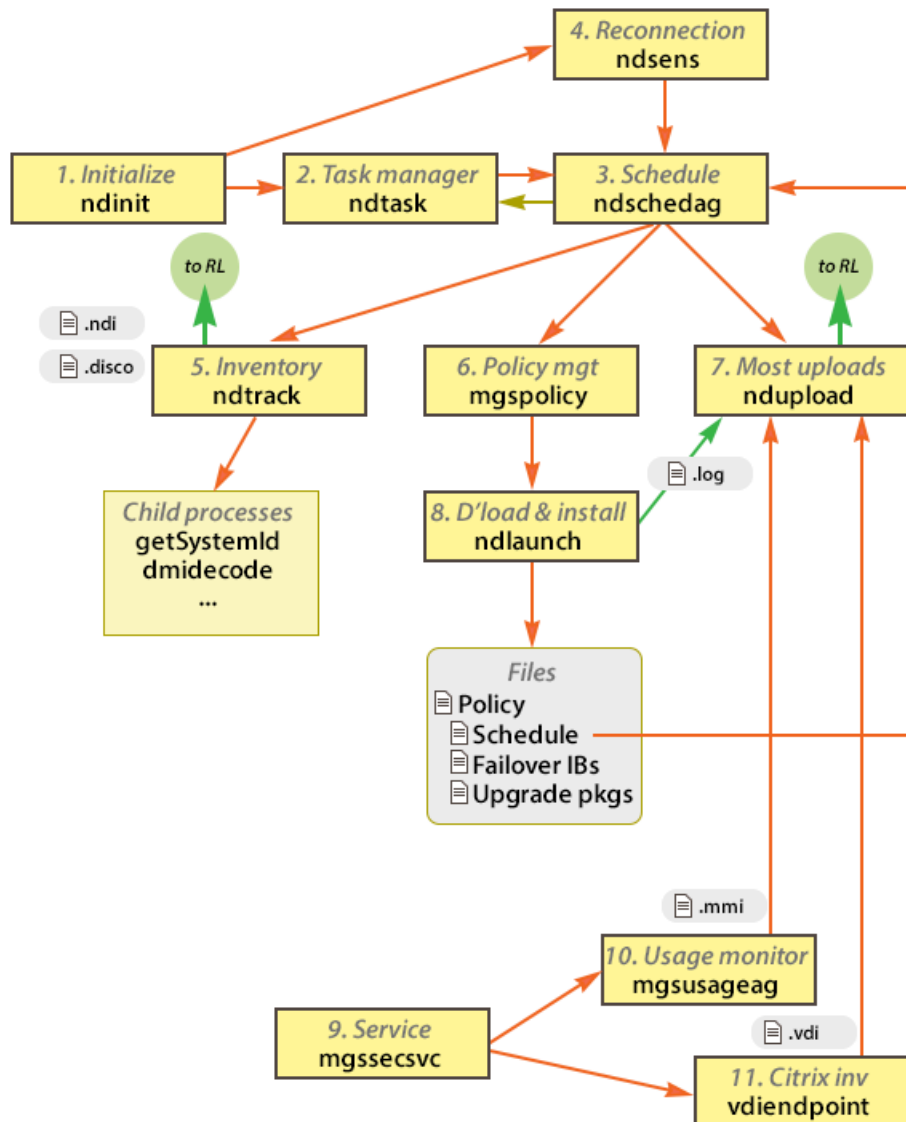 4. Reconnection
ndsens
1. Initialize
ndinit
2. Task manager
ndtask
3. Schedule
ndschedag
to RL
to RL
.ndi
.disco
5. Inventory
ndtrack
6. Policy mgt
mgspolicy
7. Most uploads
ndupload
.log
Child processes
getSystemId
dmidecode
...
8. D'load & install
ndlaunch
Files
Policy
Schedule
Failover IBs
Upgrade pkgs
.mmi
10. Usage monitor
mgsusageag
9. Service
mgssecsvc
.vdi
11. Citrix inv
vdiendpoint